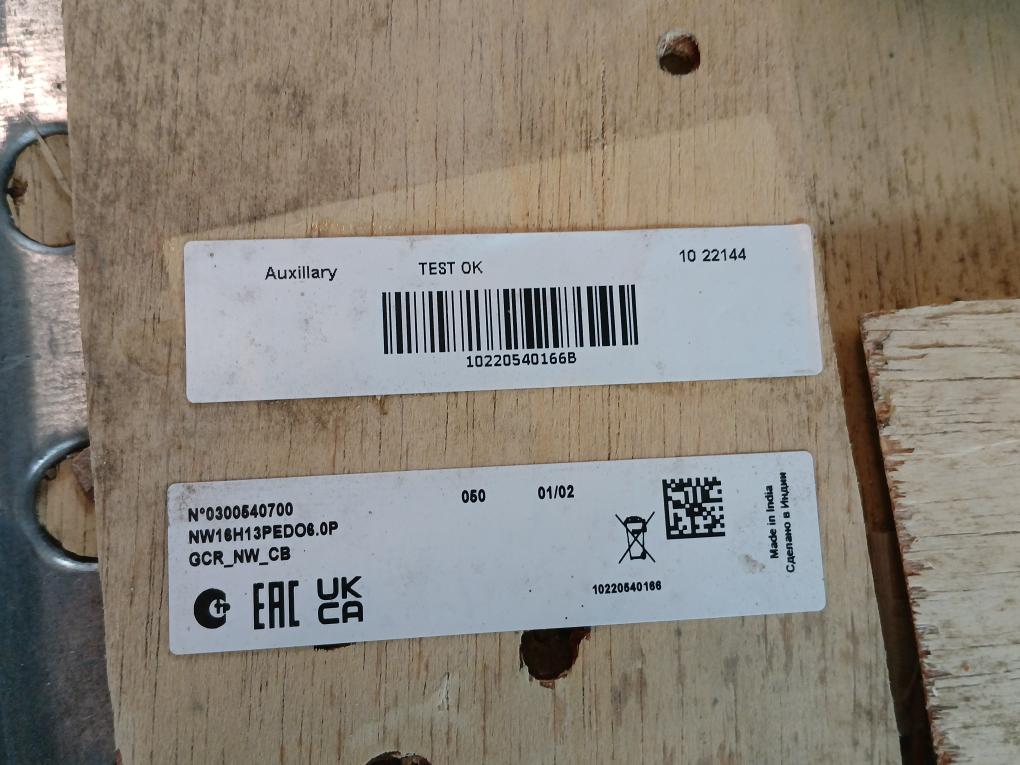 Auxillary TEST OK 10 22144
10220540166B
N°0300540700 050 01/02
NW16H13PEDO6.0P
GCR_NW_CB
EAC UK
CA
10220540166
Made in India
Сделано в Индии